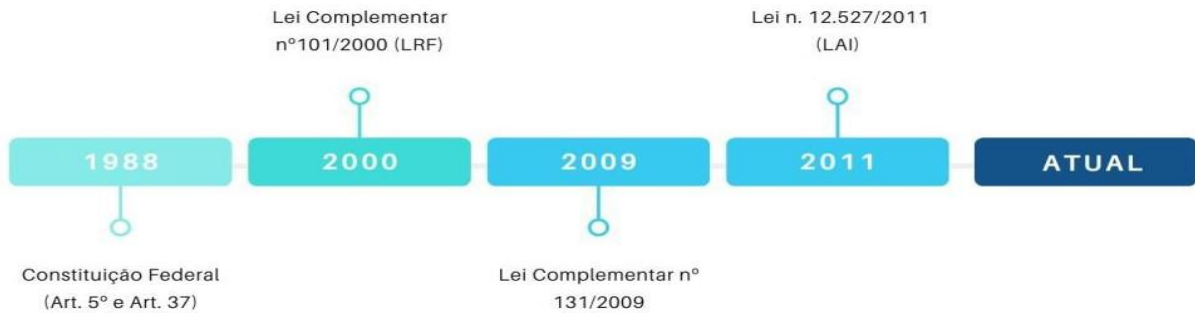 Lei Complementar
nº101/2000 (LRF)
Lei n. 12.527/2011
(LAI)
1988
2000
2009
2011
ATUAL
Constituição Federal
(Art. 5º e Art. 37)
Lei Complementar nº
131/2009